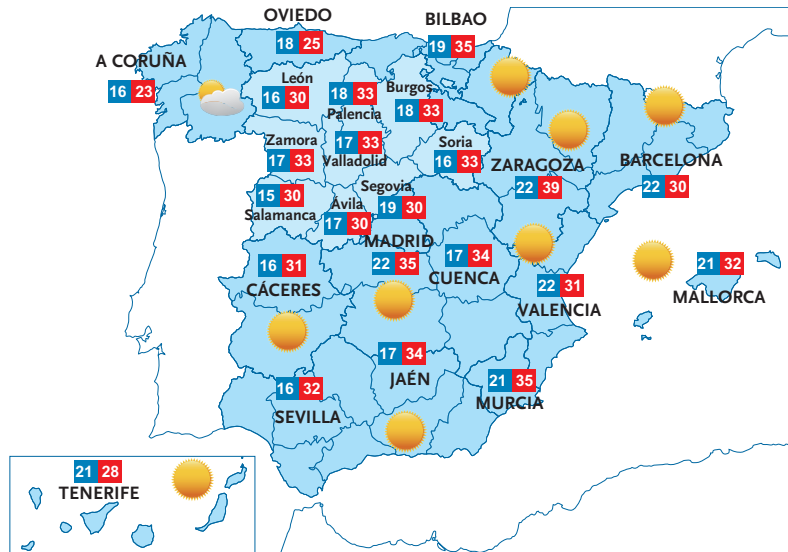 OVIEDO
18 25
BILBAO
19 35
A CORUÑA
16 23
León
16 30
18 33
Palencia
Burgos
18 33
Zamora
17 33
17 33
Valladolid
Soria
16 33
ZARAGOZA
22 39
BARCELONA
22 30
15 30
Salamanca
Ávila
17 30
Segovia
19 30
MADRID
22 35
17 34
CUENCA
16 31
CÁCERES
22 31
VALENCIA
21 32
MALLORCA
17 34
JAÉN
16 32
SEVILLA
21 35
MURCIA
21 28
TENERIFE